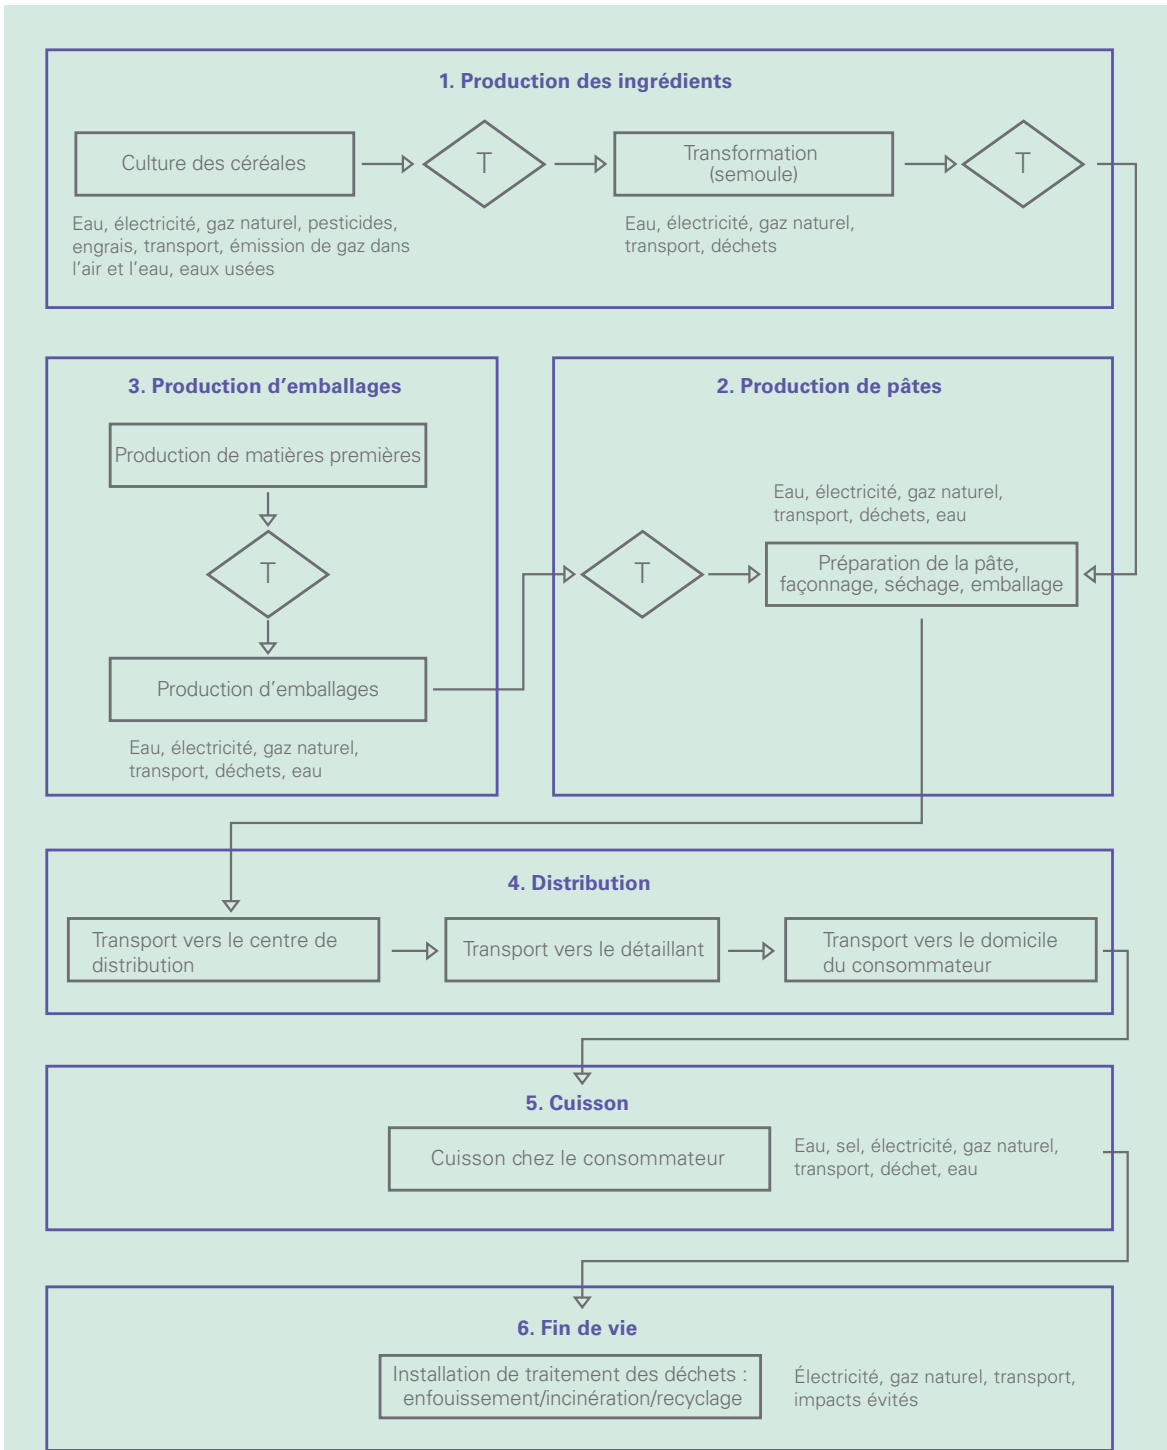 1. Production des ingrédients
Culture des céréales
T
Transformation
(semoule)
T
Eau, électricité, gaz naturel, pesticides,
engrais, transport, émission de gaz dans
l'air et l'eau, eaux usées
Eau, électricité, gaz naturel,
transport, déchets
3. Production d'emballages
Production de matières premières
T
Production d'emballages
Eau, électricité, gaz naturel,
transport, déchets, eau
2. Production de pâtes
Eau, électricité, gaz naturel,
transport, déchets, eau
T
Préparation de la pâte,
façonnage, séchage, emballage
4. Distribution
Transport vers le centre de
distribution
Transport vers le détaillant
Transport vers le domicile
du consommateur
5. Cuisson
Cuisson chez le consommateur
Eau, sel, électricité, gaz naturel,
transport, déchet, eau
6. Fin de vie
Installation de traitement des déchets :
enfouissement/incinération/recyclage
Électricité, gaz naturel, transport,
impacts évités